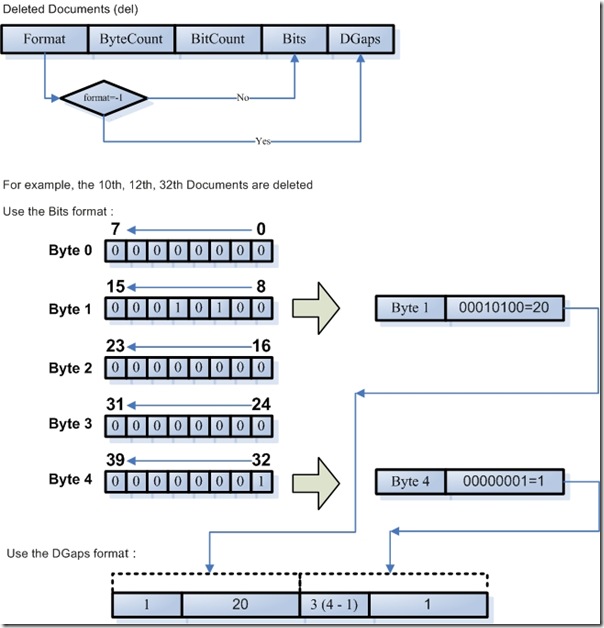 Deleted Documents (del)
Format ByteCount BitCount Bits DGaps
format=-1
No
Yes
For example, the 10th, 12th, 32th Documents are deleted
Use the Bits format :
7 0
Byte 0 0 0 0 0 0 0 0 0
15 8
Byte 1 0 0 0 1 0 1 0 0 Byte 1 00010100=20
23 16
Byte 2 0 0 0 0 0 0 0 0
31 24
Byte 3 0 0 0 0 0 0 0 0
39 32
Byte 4 0 0 0 0 0 0 0 1 Byte 4 00000001=1
Use the DGaps format :
1 20 3 (4 - 1) 1